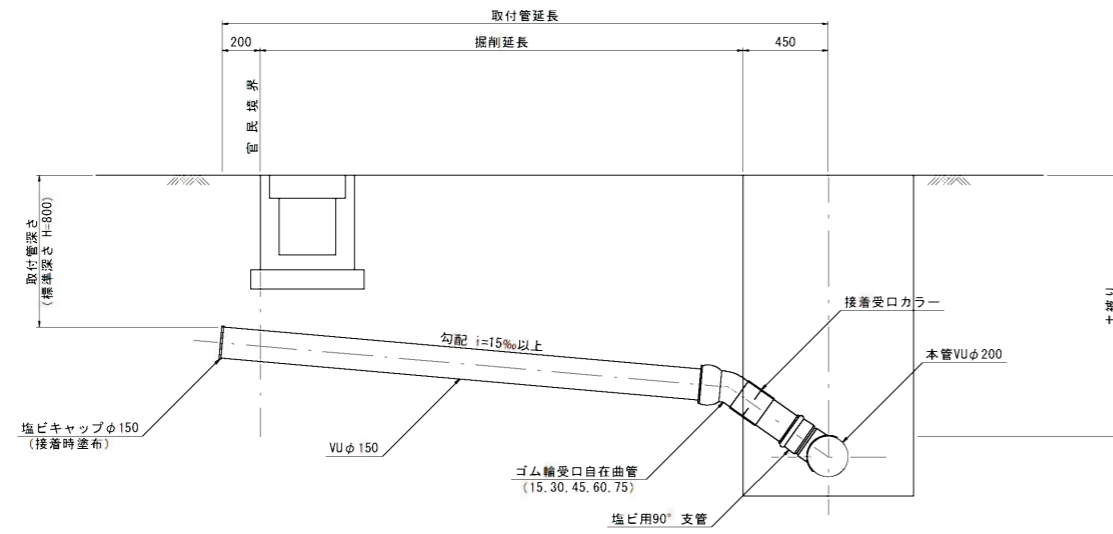 取付管延長
200
掘削延長
450
官民境界
取付管深さ
(標準深さ H=800)
接着受口カラー
勾配 i=15‰以上
本管VUφ200
塩ビキャップφ150
(接着時塗布)
VUφ150
ゴム輪受口自在曲管
(15.30.45.60.75)
塩ビ用90° 支管